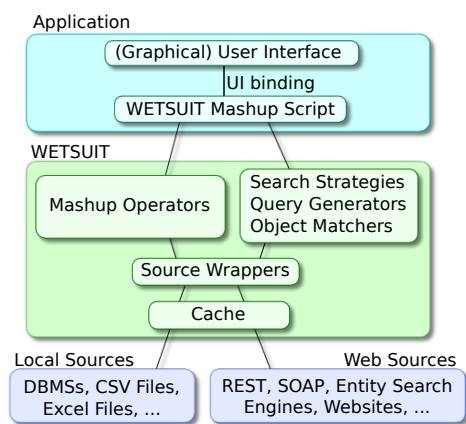 Application
(Graphical) User Interface
UI binding
WETSUIT Mashup Script
WETSUIT
Mashup Operators
Search Strategies
Query Generators
Object Matchers
Source Wrappers
Cache
Local Sources
DBMSs, CSV Files,
Excel Files, ...
Web Sources
REST, SOAP, Entity Search
Engines, Websites, ...